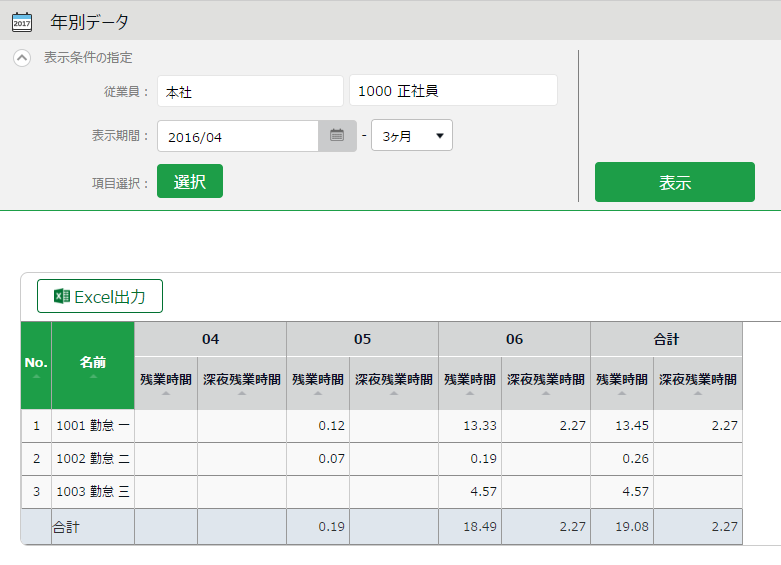 2017 年別データ
表示条件の指定
従業員： 本社 1000 正社員
表示期間： 2016/04 - 3ヶ月
項目選択： 選択 表示
Excel出力
No. 名前 04 05 06 合計
残業時間 深夜残業時間 残業時間 深夜残業時間 残業時間 深夜残業時間 残業時間 深夜残業時間
1 1001 勤怠 一 0.12 13.33 2.27 13.45 2.27
2 1002 勤怠 二 0.07 0.19 0.26
3 1003 勤怠 三 4.57 4.57
合計 0.19 18.49 2.27 19.08 2.27